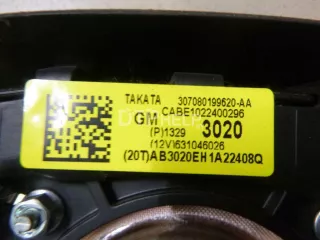 TAKATA 307080199620-AA
CABE1022400296
GM 3020
(P)1329
(12V)631046026
(20T)AB3020EH1A22408Q